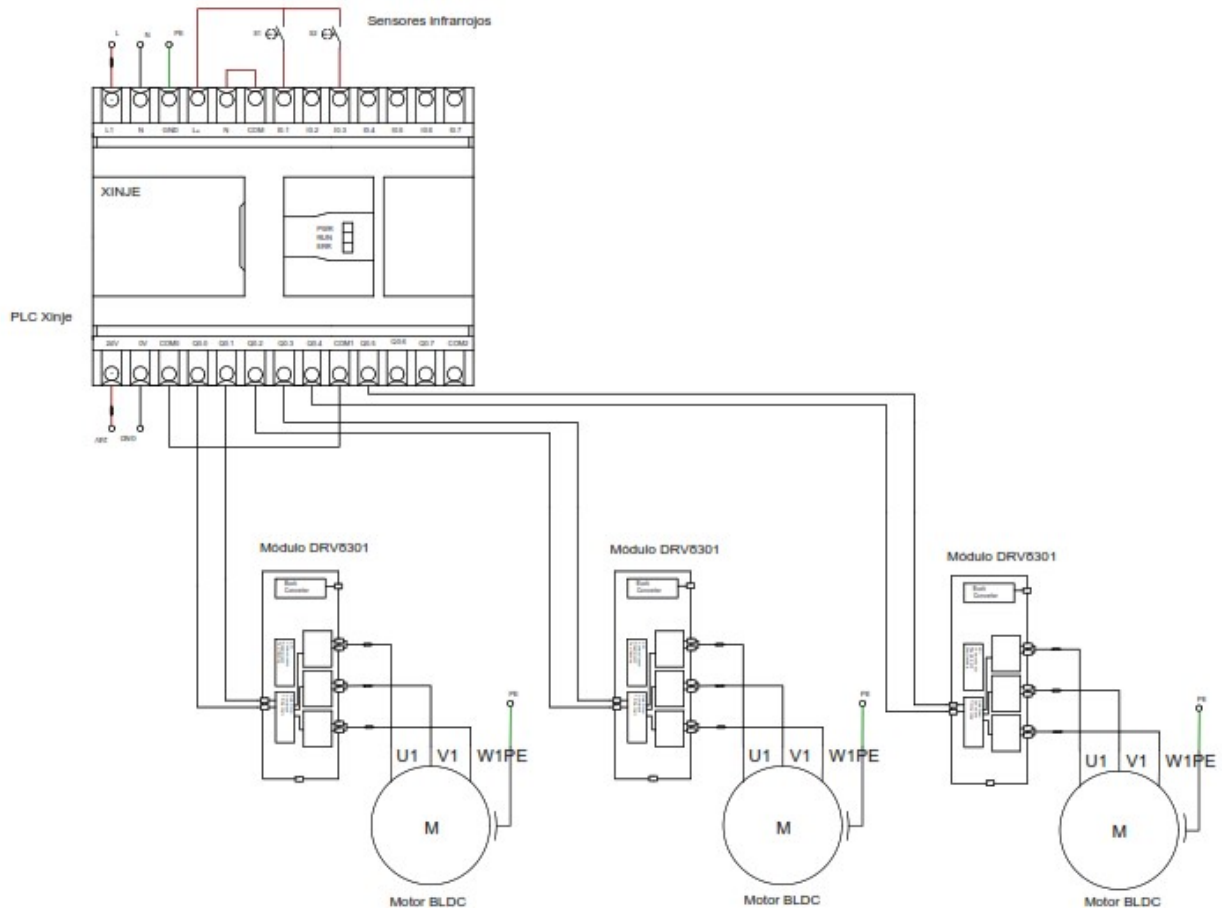 Sensores Infrarrojos
L
N
PE
S1
S2
L1 N GND L+ N COM I0.1 I0.2 I0.3 I0.4 I0.5 I0.6 I0.7
XINJE
PWR
RUN
ERR
PLC Xinje
24V 0V COM0 Q0.0 Q0.1 Q0.2 Q0.3 Q0.4 COM1 Q0.5 Q0.6 Q0.7 COM2
24V
GND
Módulo DRV8301
Módulo DRV8301
Módulo DRV8301
Buck
Converter
Buck
Converter
Buck
Converter
PE
PE
PE
U1 V1 W1PE
U1 V1 W1PE
U1 V1 W1PE
M
M
M
Motor BLDC
Motor BLDC
Motor BLDC